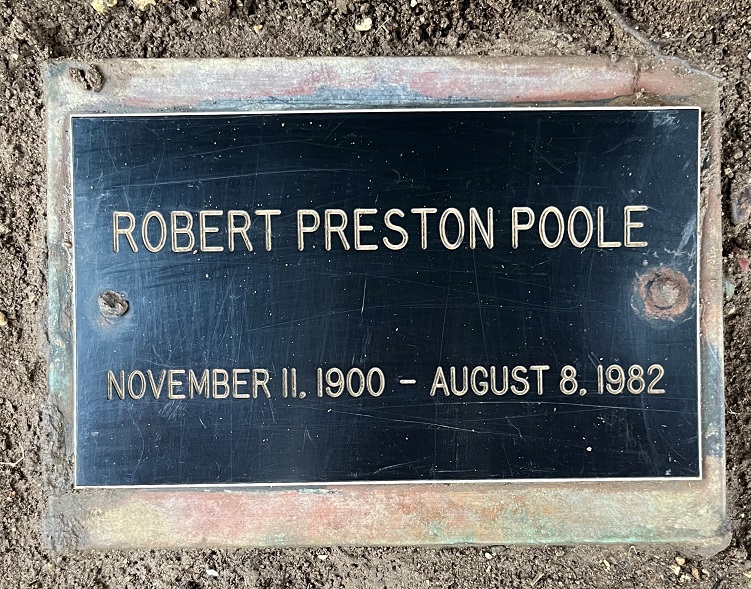 ROBERT PRESTON POOLE
NOVEMBER 11, 1900 – AUGUST 8, 1982